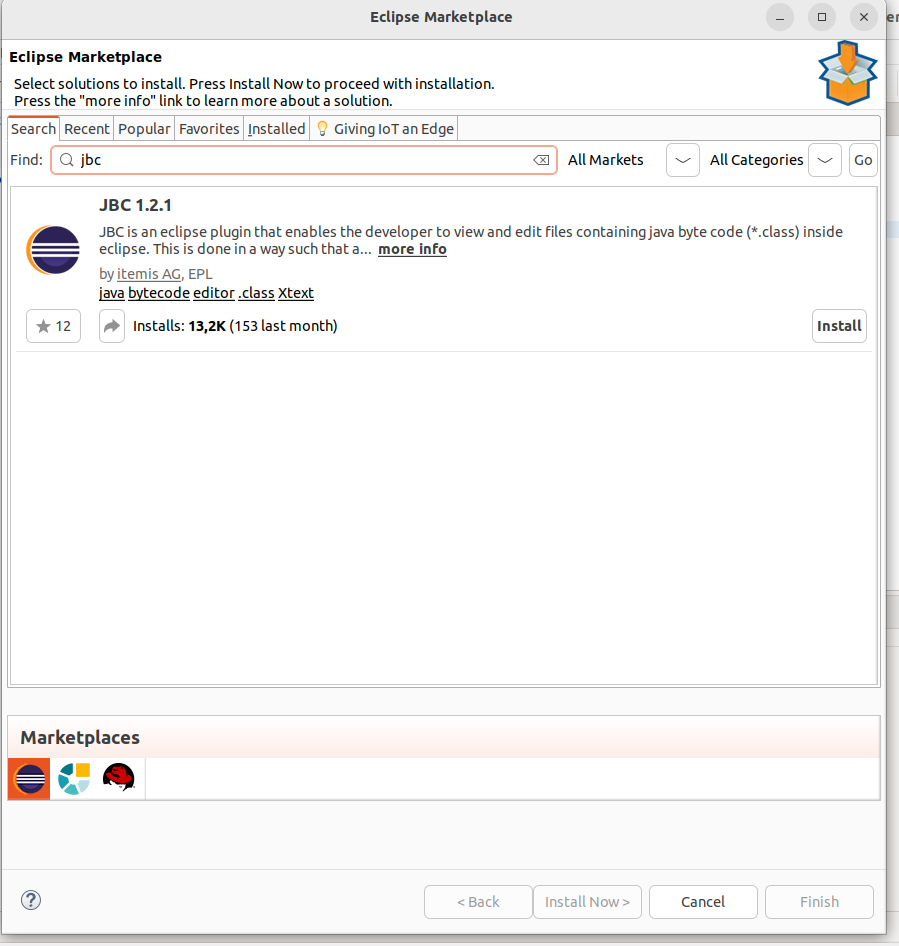 Eclipse Marketplace
Eclipse Marketplace
Select solutions to install. Press Install Now to proceed with installation.
Press the "more info" link to learn more about a solution.
Search Recent Popular Favorites Installed Giving IoT an Edge
Find: jbc All Markets All Categories Go
JBC 1.2.1
JBC is an eclipse plugin that enables the developer to view and edit files containing java byte code (*.class) inside
eclipse. This is done in a way such that a... more info
by itemis AG, EPL
java bytecode editor .class Xtext
12 Installs: 13,2K (153 last month) Install
Marketplaces
? < Back Install Now > Cancel Finish